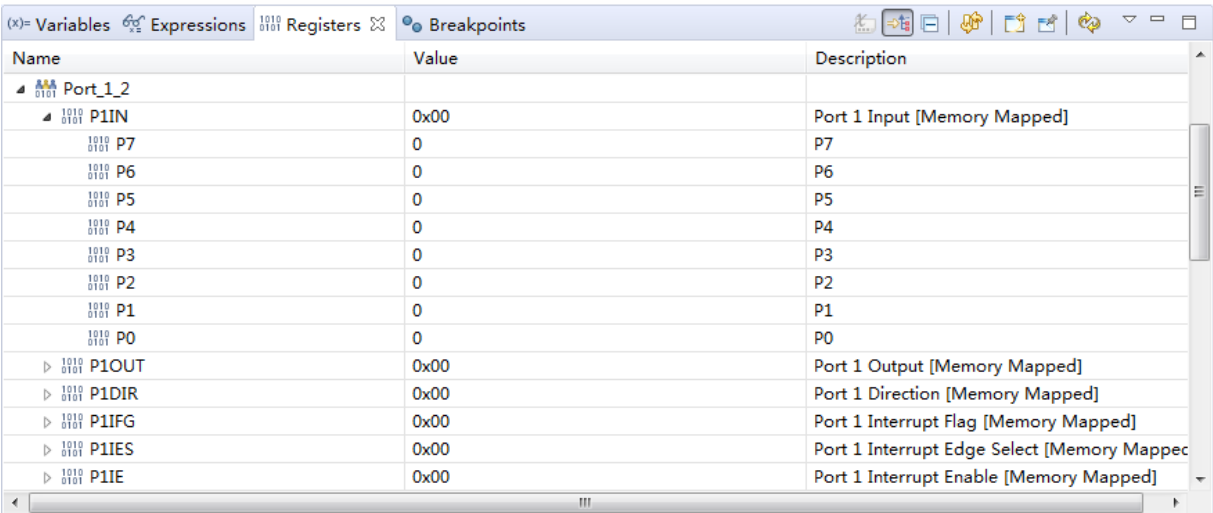 (x)= Variables Expressions Registers Breakpoints
Name Value Description
Port_1_2
P1IN 0x00 Port 1 Input [Memory Mapped]
P7 0 P7
P6 0 P6
P5 0 P5
P4 0 P4
P3 0 P3
P2 0 P2
P1 0 P1
P0 0 P0
P1OUT 0x00 Port 1 Output [Memory Mapped]
P1DIR 0x00 Port 1 Direction [Memory Mapped]
P1IFG 0x00 Port 1 Interrupt Flag [Memory Mapped]
P1IES 0x00 Port 1 Interrupt Edge Select [Memory Mapped
P1IE 0x00 Port 1 Interrupt Enable [Memory Mapped]